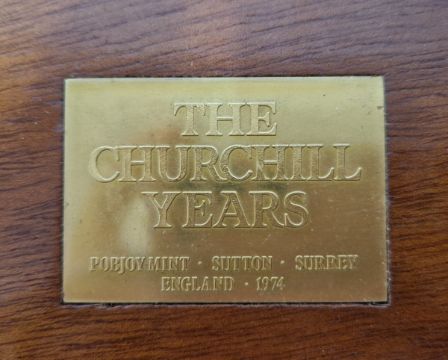 THE
CHURCHILL
YEARS
POBJOY MINT · SUTTON · SURREY
ENGLAND · 1974